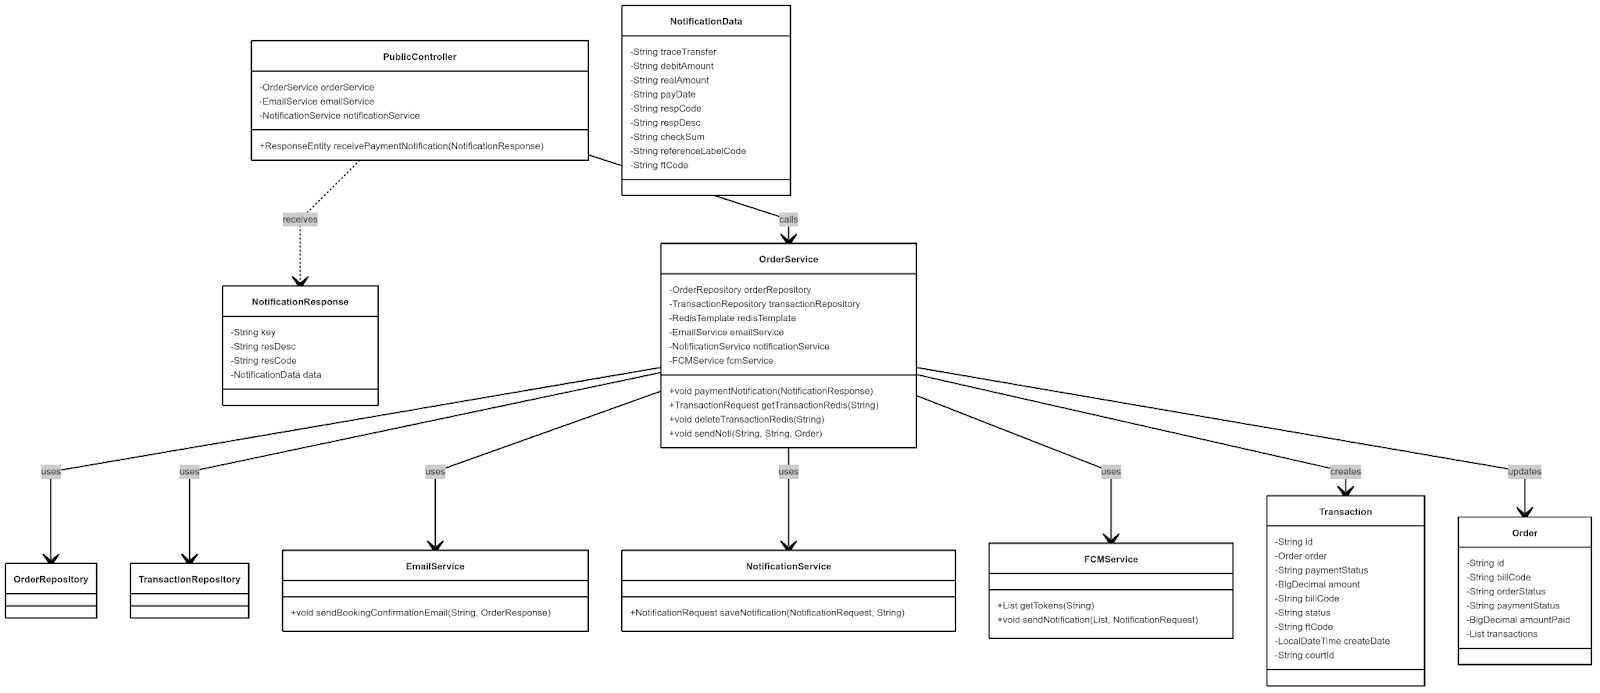 NotificationData
-String traceTransfer
-String debitAmount
-String realAmount
-String payDate
-String respCode
-String respDesc
-String checkSum
-String referenceLabelCode
-String ftCode
PublicController
-OrderService orderService
-EmailService emailService
-NotificationService notificationService
+ResponseEntity receivePaymentNotification(NotificationResponse)
receives
calls
NotificationResponse
-String key
-String resDesc
-String resCode
-NotificationData data
OrderService
-OrderRepository orderRepository
-TransactionRepository transactionRepository
-RedisTemplate redisTemplate
-EmailService emailService
-NotificationService notificationService
-FCMService fcmService
+void paymentNotification(NotificationResponse)
+TransactionRequest getTransactionRedis(String)
+void deleteTransactionRedis(String)
+void sendNoti(String, String, Order)
uses
uses
uses
uses
uses
creates
updates
OrderRepository
TransactionRepository
EmailService
+void sendBookingConfirmationEmail(String, OrderResponse)
NotificationService
+NotificationRequest saveNotification(NotificationRequest, String)
FCMService
+List getTokens(String)
+void sendNotification(List, NotificationRequest)
Transaction
-String id
-Order order
-String paymentStatus
-BigDecimal amount
-String billCode
-String status
-String ftCode
-LocalDateTime createDate
-String courtId
Order
-String id
-String billCode
-String orderStatus
-String paymentStatus
-BigDecimal amountPaid
-List transactions